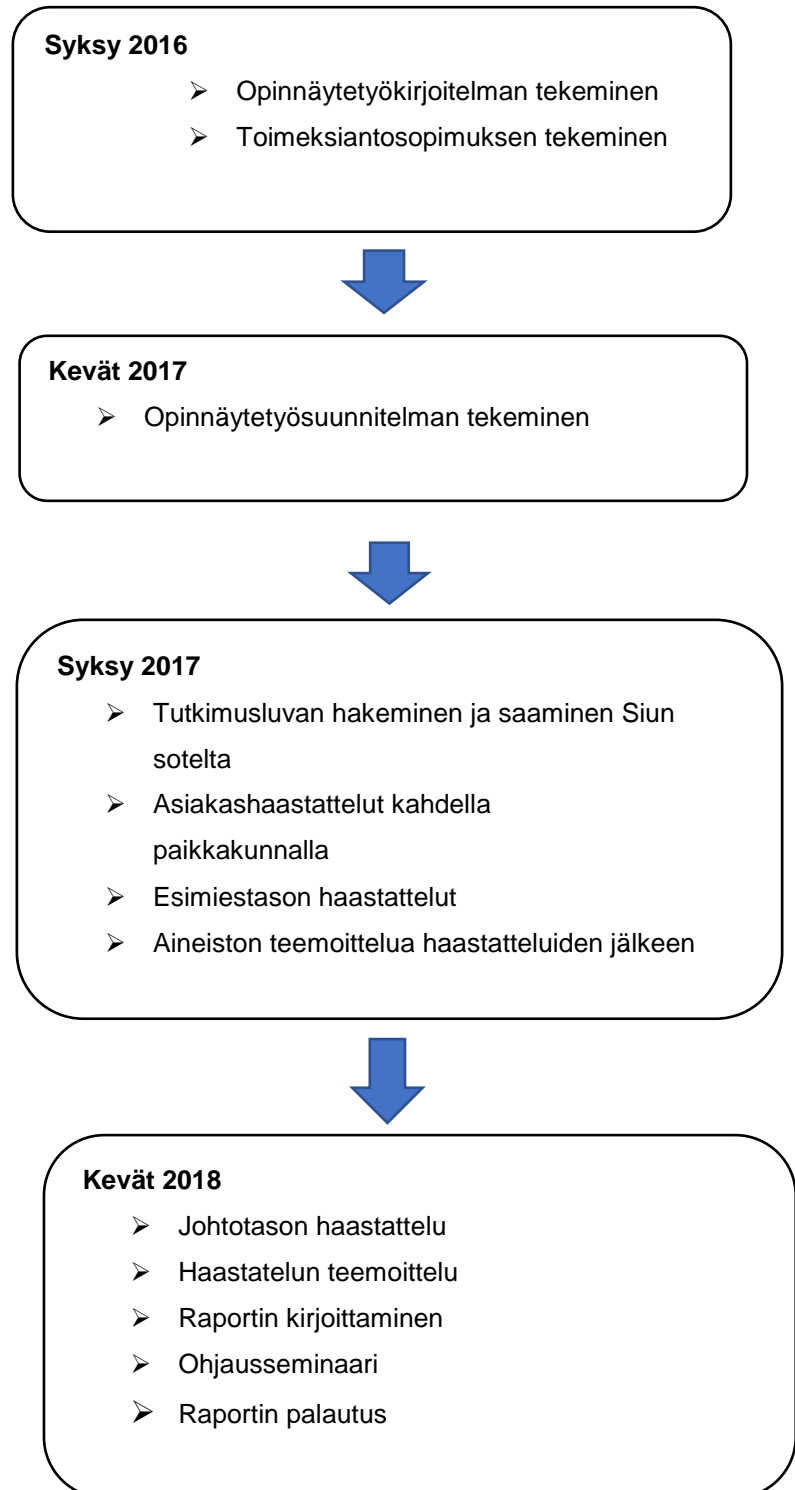 Syksy 2016
➢ Opinnäytetyökirjoitelman tekeminen
➢ Toimeksiantosopimuksen tekeminen
Kevät 2017
➢ Opinnäytetyösuunnitelman tekeminen
Syksy 2017
➢ Tutkimusluvan hakeminen ja saaminen Siun
sotelta
➢ Asiakashaastattelut kahdella
paikkakunnalla
➢ Esimiestason haastattelut
➢ Aineiston teemoittelua haastatteluiden jälkeen
Kevät 2018
➢ Johtotason haastattelu
➢ Haastatelun teemoittelu
➢ Raportin kirjoittaminen
➢ Ohjausseminaari
➢ Raportin palautus